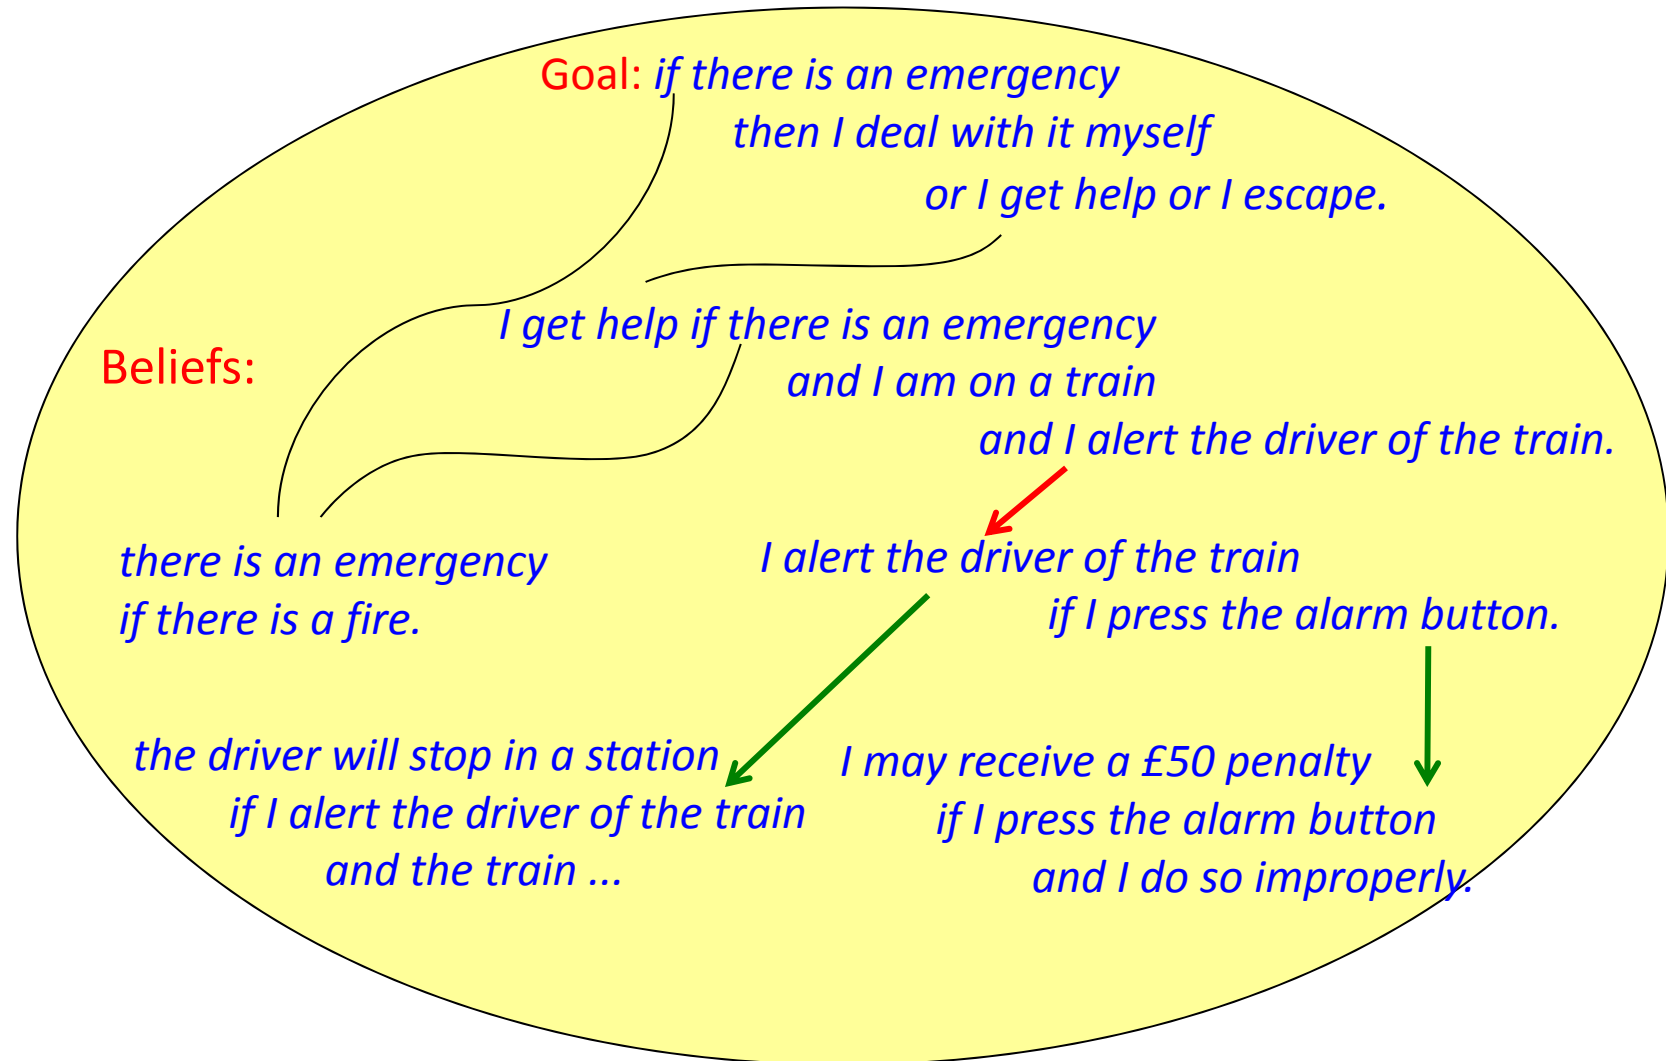 Goal: if there is an emergency
then I deal with it myself
or I get help or I escape.
I get help if there is an emergency
Beliefs:
and I am on a train
and I alert the driver of the train.
there is an emergency
if there is a fire.
I alert the driver of the train
if I press the alarm button.
the driver will stop in a station
if I alert the driver of the train
and the train ...
I may receive a £50 penalty
if I press the alarm button
and I do so improperly.